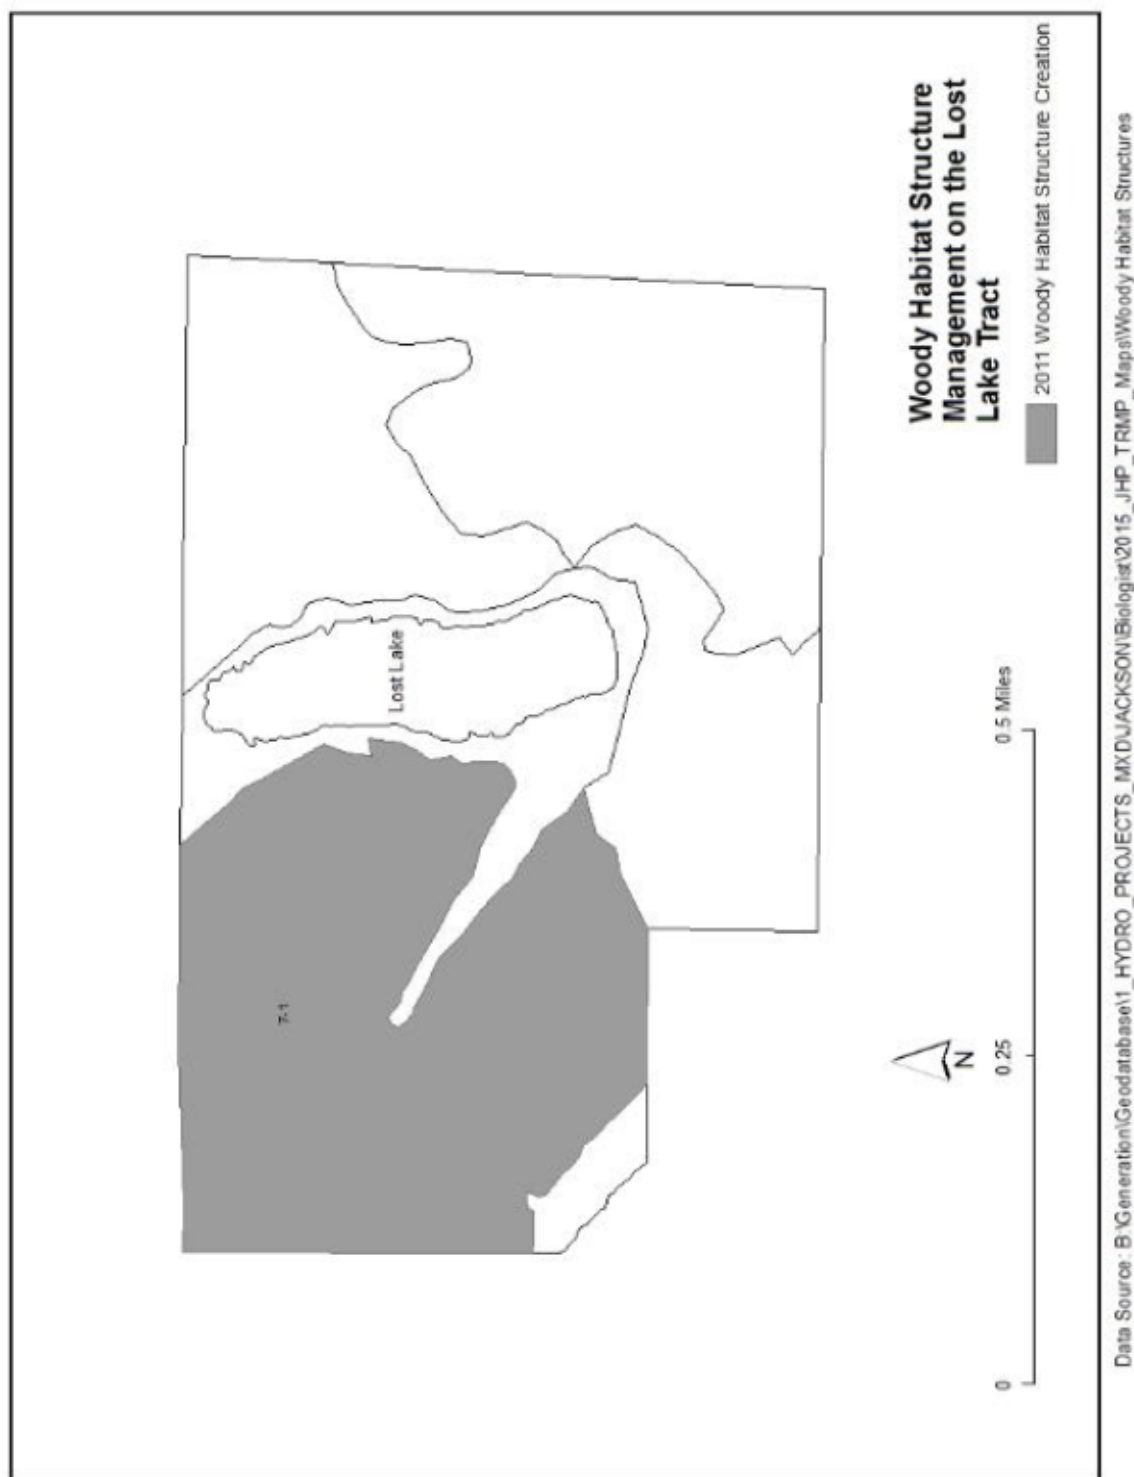 Lost Lake
7-1
Woody Habitat Structure
Management on the Lost
Lake Tract
2011 Woody Habitat Structure Creation
N
0 0.25 0.5 Miles
Data Source: B:\Generation\Geodatabase\1_HYDRO_PROJECTS_MXD\JACKSON\Biologist\2015_JHP_TRMP_Maps\Woody Habitat Structures